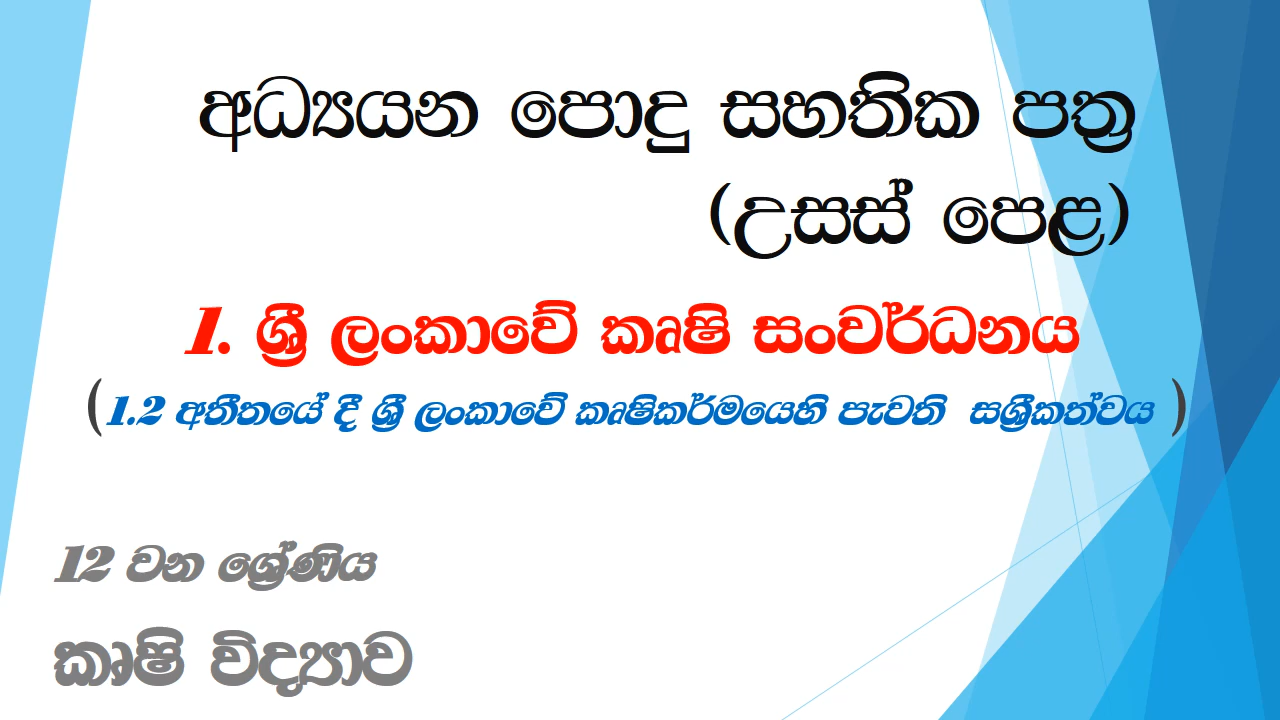 අධ්‍යයන පොදු සහතික පත්‍ර
(උසස් පෙළ)
1. ශ්‍රී ලංකාවේ කෘෂි සංවර්ධනය
(1.2 අතීතයේ දී ශ්‍රී ලංකාවේ කෘෂිකර්මයෙහි පැවති සශ්‍රීකත්වය )
12 වන ශ්‍රේණිය
කෘෂි විද්‍යාව